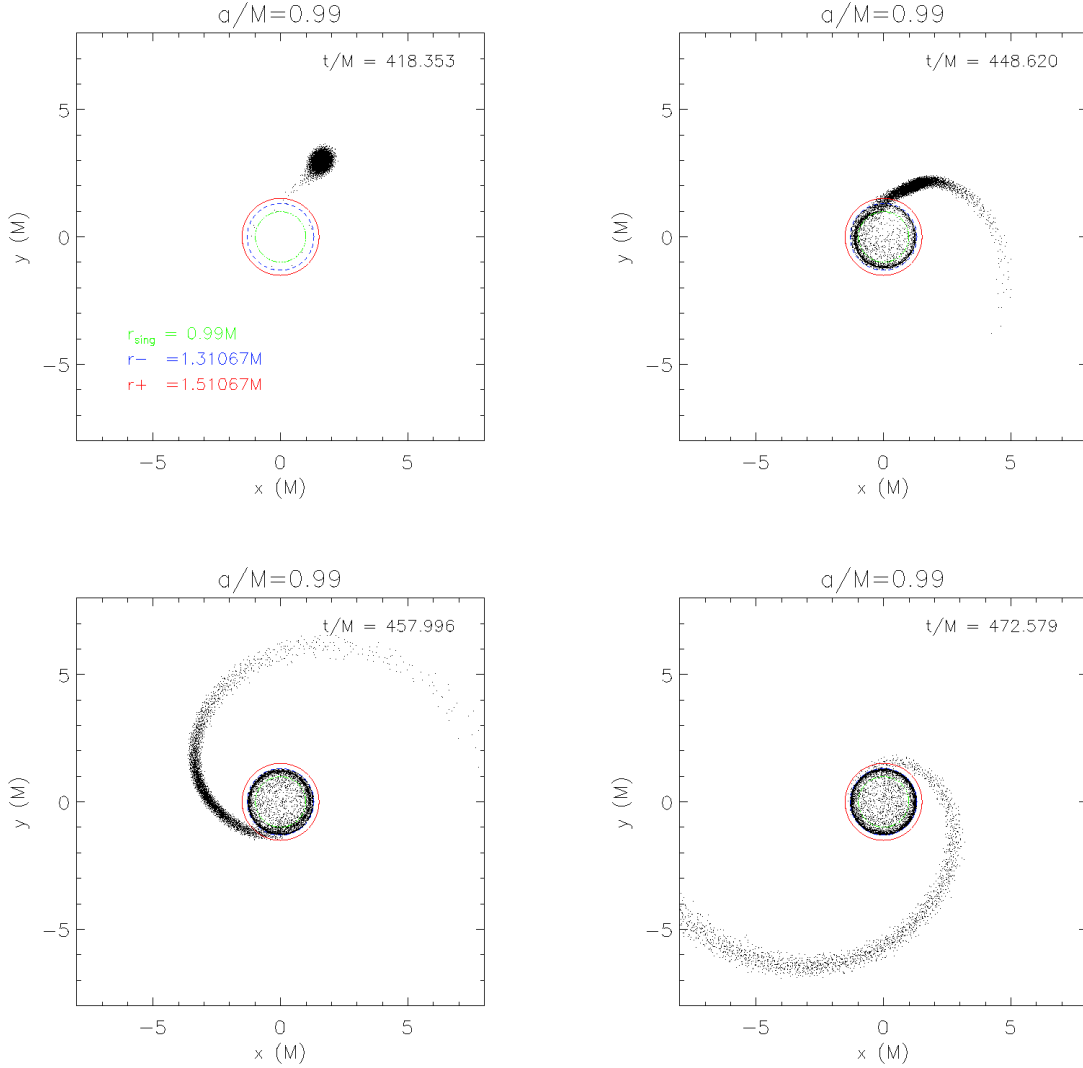 a/M=0.99
t/M = 418.353
5
0
−5
y (M)
r_sing = 0.99M
r− =1.31067M
r+ =1.51067M
−5 0 5
x (M)
a/M=0.99
t/M = 448.620
5
0
−5
y (M)
−5 0 5
x (M)
a/M=0.99
t/M = 457.996
5
0
−5
y (M)
−5 0 5
x (M)
a/M=0.99
t/M = 472.579
5
0
−5
y (M)
−5 0 5
x (M)